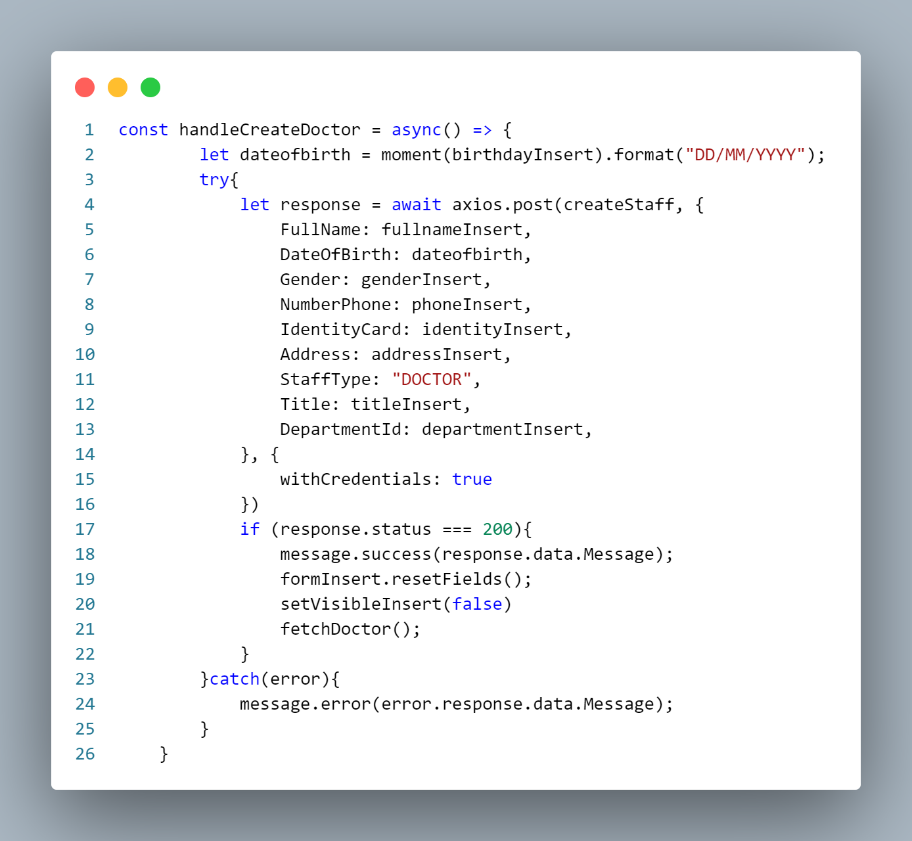 1 const handleCreateDoctor = async() => {
2         let dateofbirth = moment(birthdayInsert).format("DD/MM/YYYY");
3         try{
4             let response = await axios.post(createStaff, {
5                 FullName: fullnameInsert,
6                 DateOfBirth: dateofbirth,
7                 Gender: genderInsert,
8                 NumberPhone: phoneInsert,
9                 IdentityCard: identityInsert,
10                 Address: addressInsert,
11                 StaffType: "DOCTOR",
12                 Title: titleInsert,
13                 DepartmentId: departmentInsert,
14             }, {
15                 withCredentials: true
16             })
17             if (response.status === 200){
18                 message.success(response.data.Message);
19                 formInsert.resetFields();
20                 setVisibleInsert(false)
21                 fetchDoctor();
22             }
23         }catch(error){
24             message.error(error.response.data.Message);
25         }
26     }